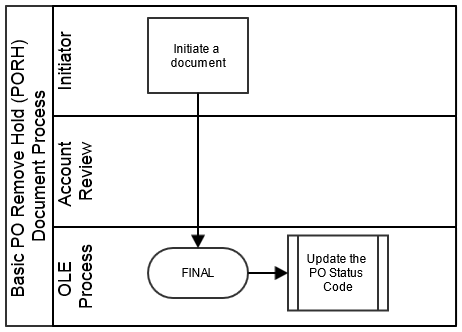 Basic PO Remove Hold (PORH)
Document Process
Initiator
Initiate a
document
Account
Review
OLE
Process
FINAL
Update the
PO Status
Code